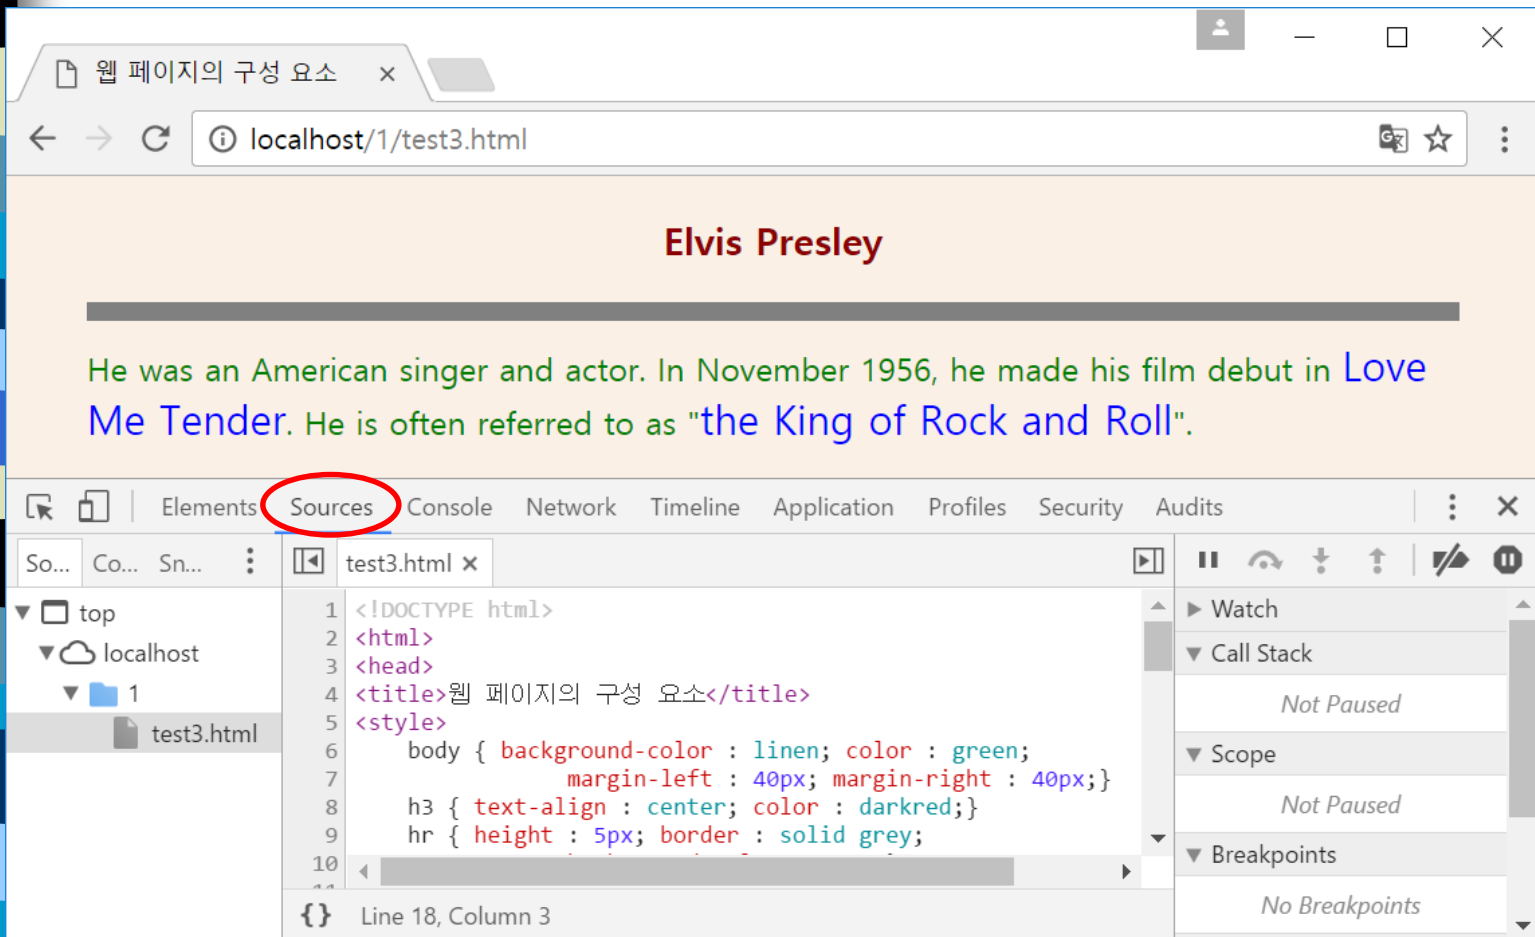 웹 페이지의 구성 요소
localhost/1/test3.html
Elvis Presley
He was an American singer and actor. In November 1956, he made his film debut in Love
Me Tender. He is often referred to as "the King of Rock and Roll".
Elements Sources Console Network Timeline Application Profiles Security Audits
So... Co... Sn...
test3.html
top
localhost
1
test3.html
1 <!DOCTYPE html>
2 <html>
3 <head>
4 <title>웹 페이지의 구성 요소</title>
5 <style>
6 body { background-color : linen; color : green;
7 margin-left : 40px; margin-right : 40px;}
8 h3 { text-align : center; color : darkred;}
9 hr { height : 5px; border : solid grey;
10
{} Line 18, Column 3
Watch
Call Stack
Not Paused
Scope
Not Paused
Breakpoints
No Breakpoints